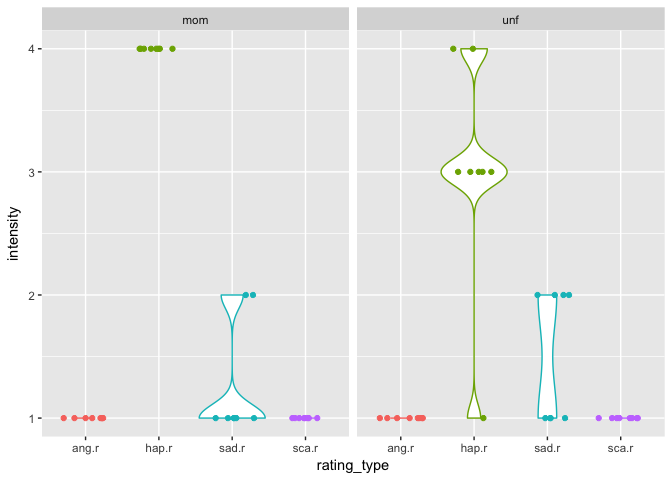 mom unf
intensity
4
3
2
1
ang.r hap.r sad.r sca.r ang.r hap.r sad.r sca.r
rating_type